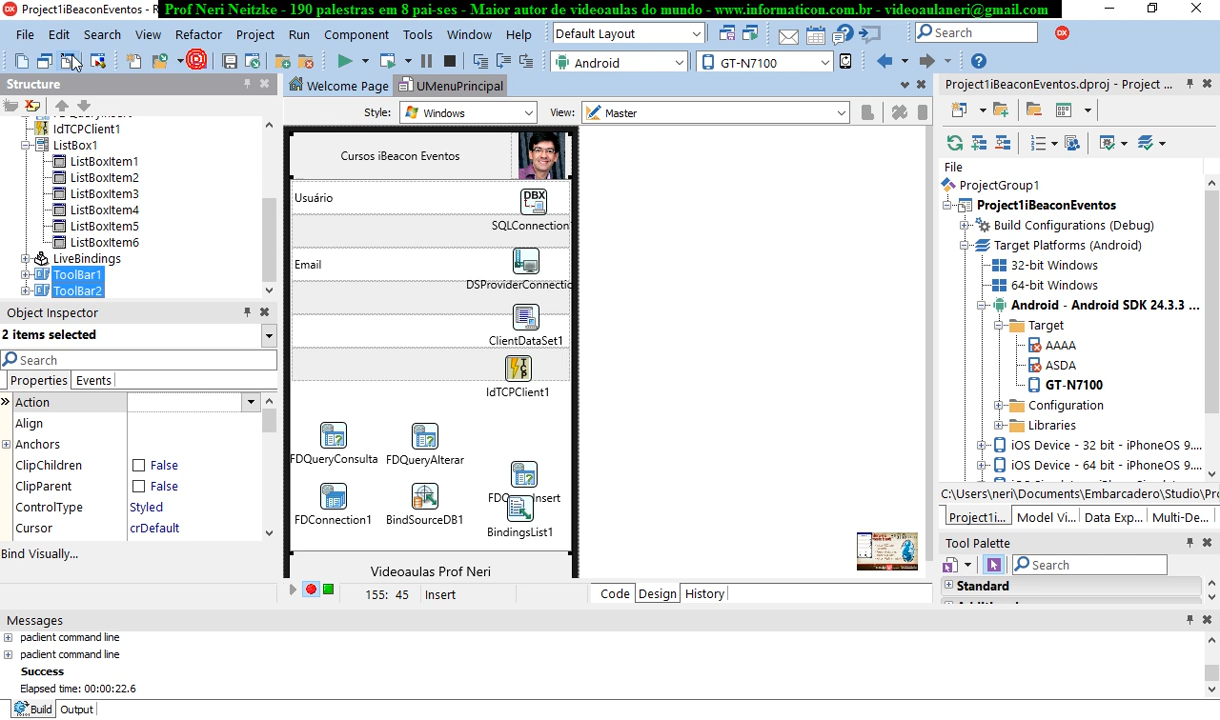 Project1iBeaconEventos - R
Prof Neri Neitzke - 190 palestras em 8 pai-ses - Maior autor de videoaulas do mundo - www.informaticon.com.br - videoaulaneri@gmail.com
File Edit Search View Refactor Project Run Component Tools Window Help
Default Layout
Search
DX
Android
GT-N7100
Structure
Welcome Page
UMenuPrincipal
Project1iBeaconEventos.dproj - Project ...
Style:
Windows
View:
Master
IdTCPClient1
ListBox1
ListBoxItem1
ListBoxItem2
ListBoxItem3
ListBoxItem4
ListBoxItem5
ListBoxItem6
LiveBindings
ToolBar1
ToolBar2
Object Inspector
2 items selected
Search
Properties Events
Action
Align
Anchors
ClipChildren False
ClipParent False
ControlType Styled
Cursor crDefault
Bind Visually...
Cursos iBeacon Eventos
Usuário
DBX
SQLConnection
Email
DSProviderConnectio
ClientDataSet1
IdTCPClient1
FDQueryConsulta
FDQueryAlterar
FDConnection1
BindSourceDB1
BindingsList1
Videoaulas Prof Neri
155: 45
Insert
Code Design History
File
ProjectGroup1
Project1iBeaconEventos
Build Configurations (Debug)
Target Platforms (Android)
32-bit Windows
64-bit Windows
Android - Android SDK 24.3.3 ...
Target
AAAA
ASDA
GT-N7100
Configuration
Libraries
iOS Device - 32 bit - iPhoneOS 9....
iOS Device - 64 bit - iPhoneOS 9....
C:\Users\neri\Documents\Embarcadero\Studio\Pro
Project1i... Model Vi... Data Exp... Multi-De...
Tool Palette
Search
Standard
Messages
paclient command line
paclient command line
Success
Elapsed time: 00:00:22.6
Build Output